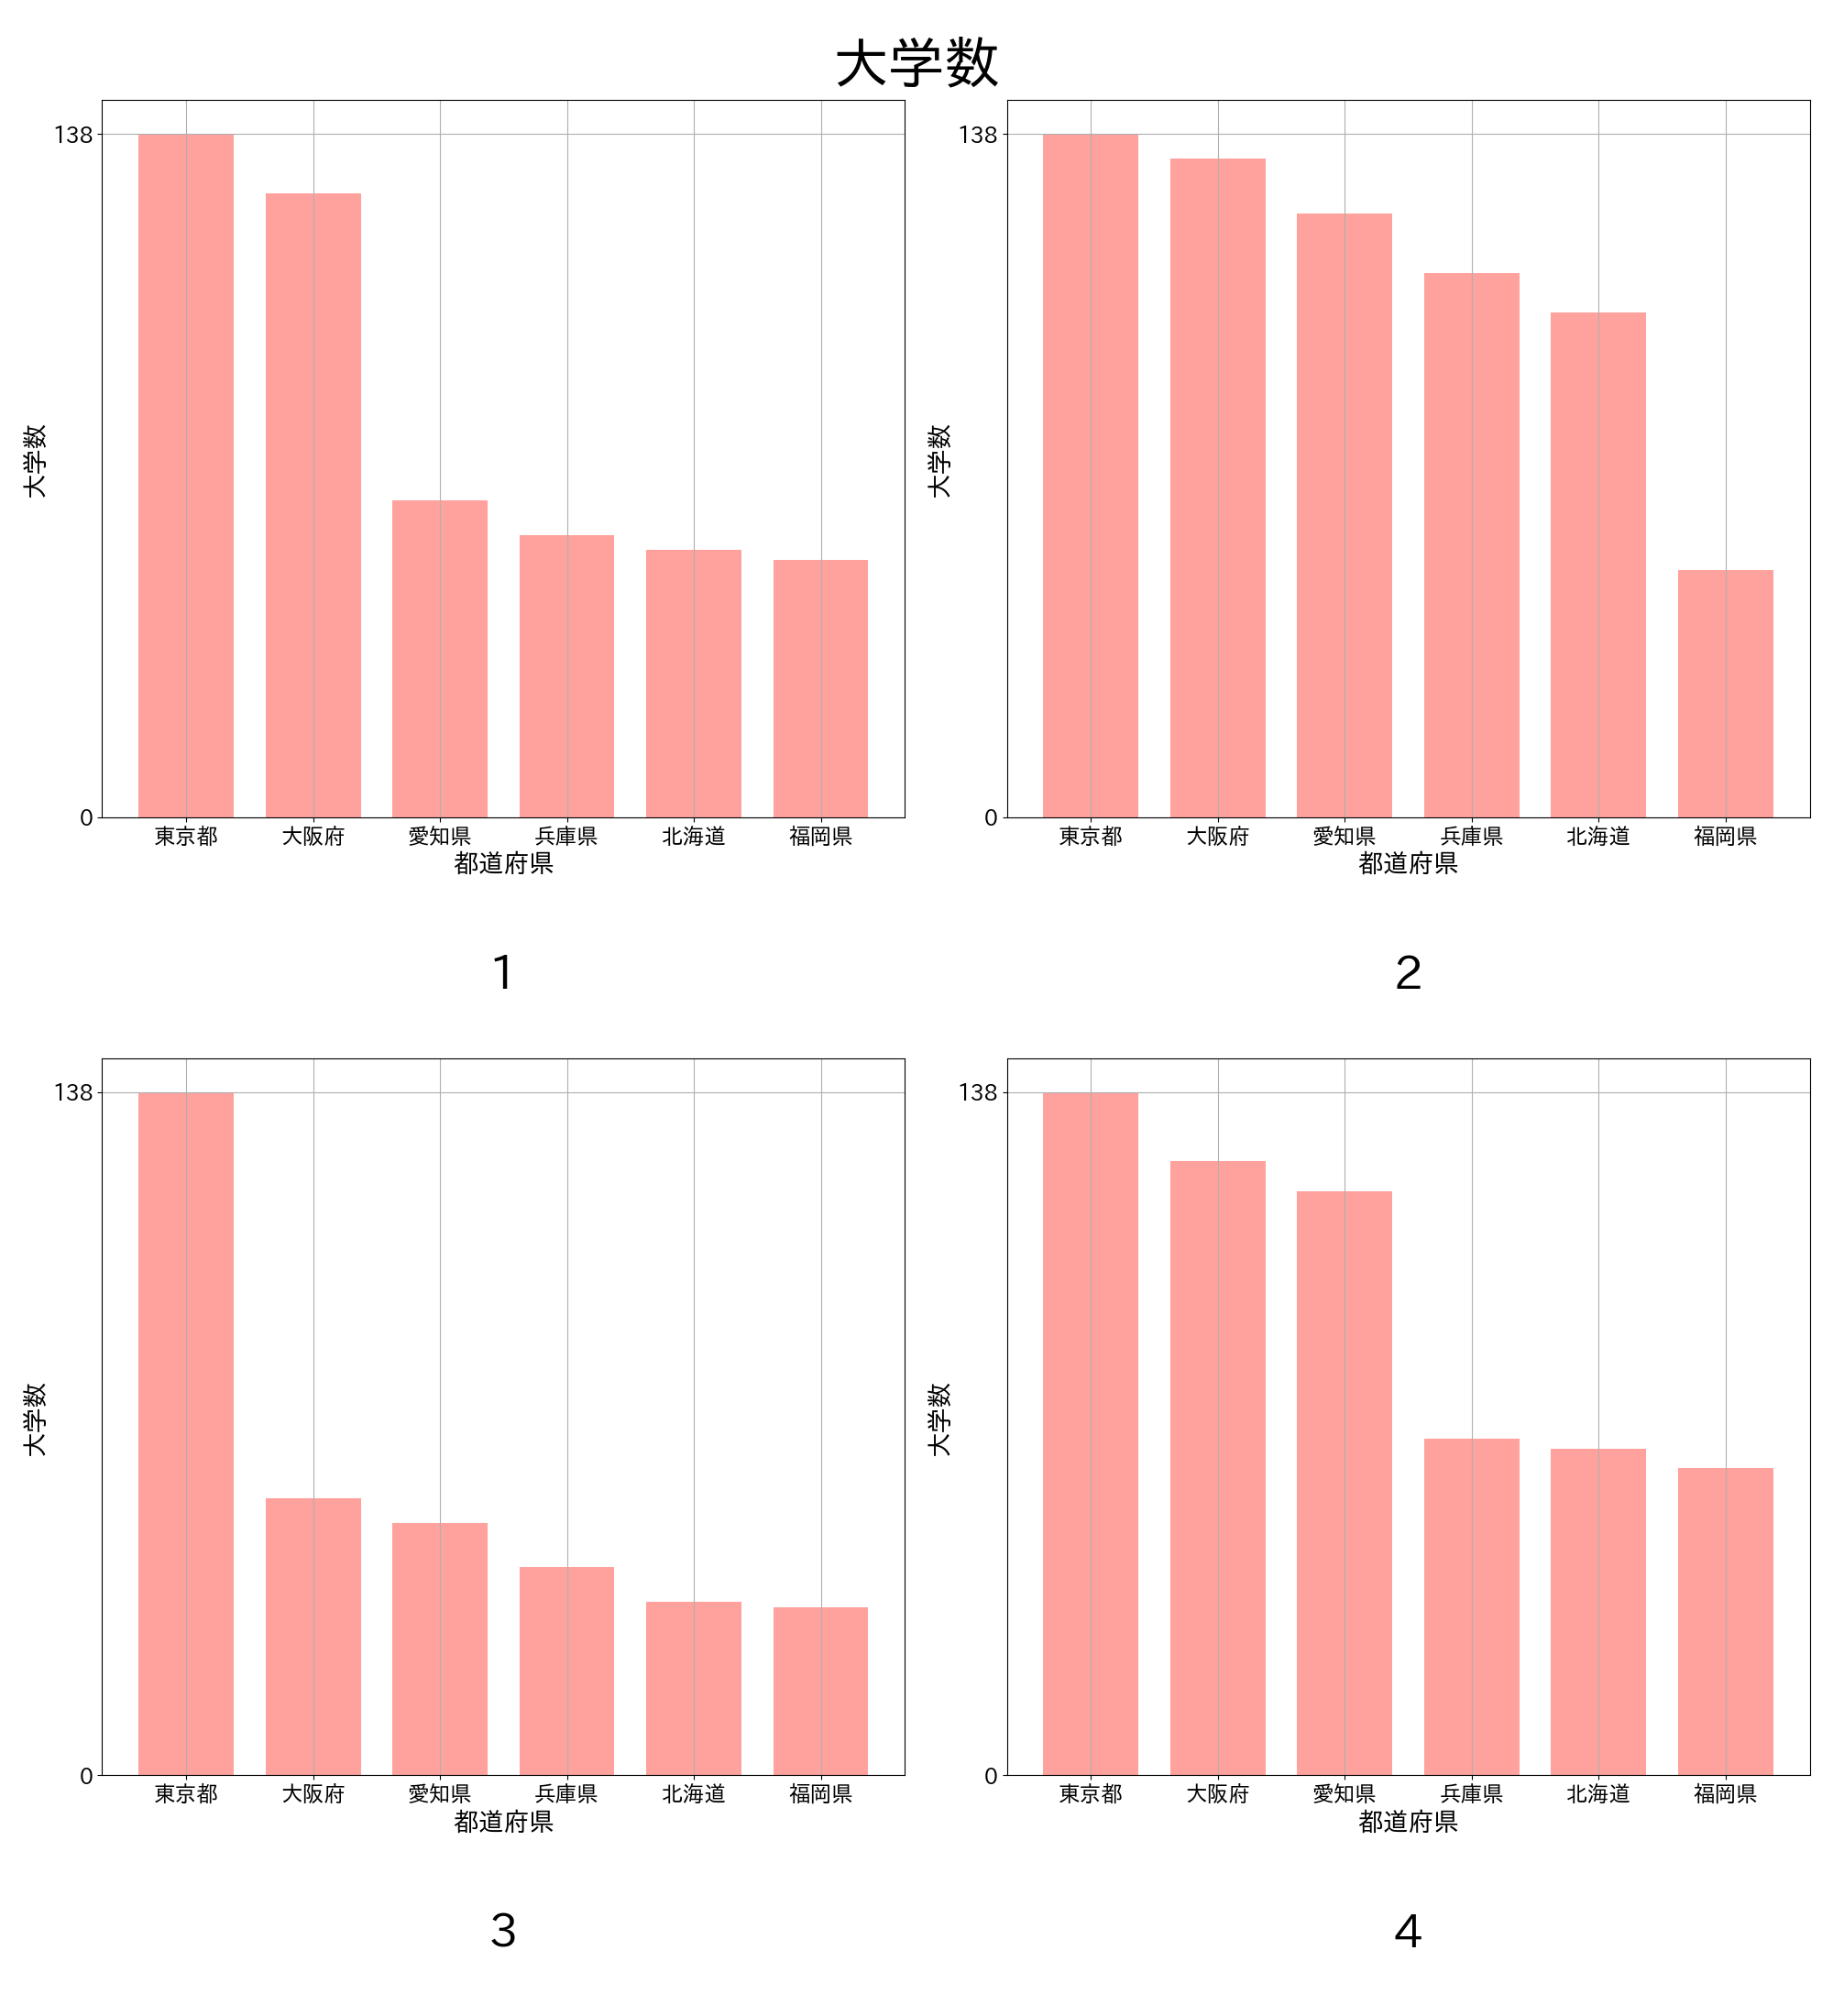 大学数
138
0
大学数
東京都 大阪府 愛知県 兵庫県 北海道 福岡県
都道府県
1
138
0
大学数
東京都 大阪府 愛知県 兵庫県 北海道 福岡県
都道府県
2
138
0
大学数
東京都 大阪府 愛知県 兵庫県 北海道 福岡県
都道府県
3
138
0
大学数
東京都 大阪府 愛知県 兵庫県 北海道 福岡県
都道府県
4